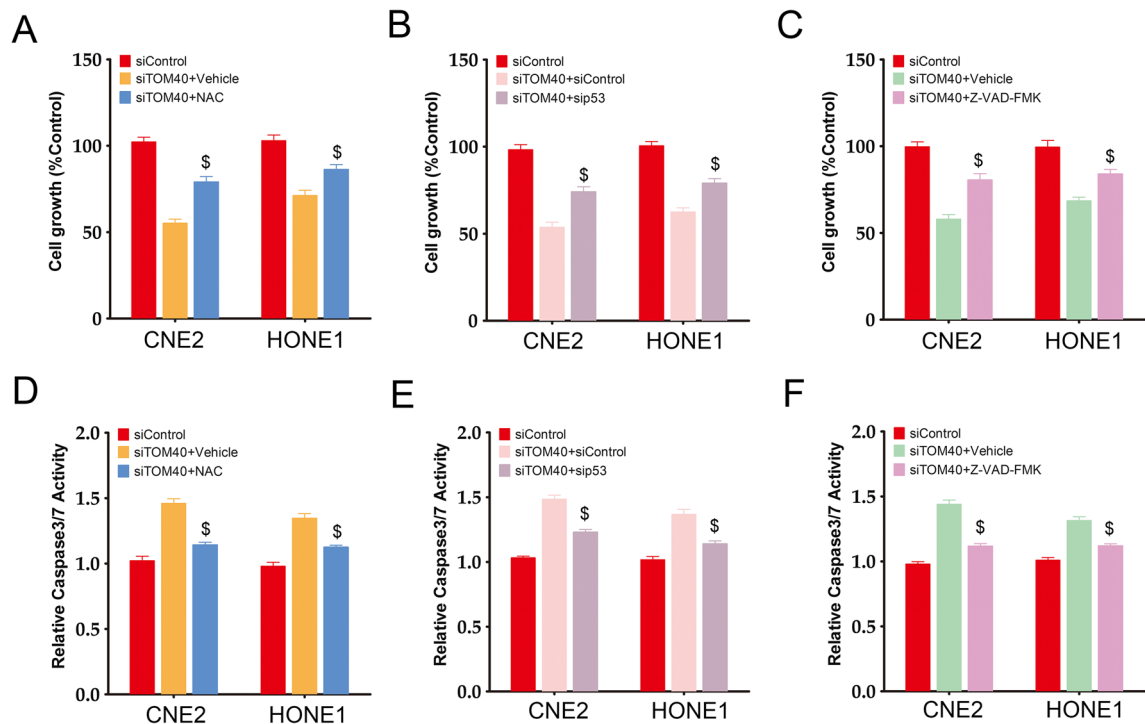 A
siControl
siTOM40+Vehicle
siTOM40+NAC
Cell growth (%Control)
150
100
50
0
$
$
CNE2
HONE1
B
siControl
siTOM40+siControl
siTOM40+sip53
Cell growth (%Control)
150
100
50
0
$
$
CNE2
HONE1
C
siControl
siTOM40+Vehicle
siTOM40+Z-VAD-FMK
Cell growth (%Control)
150
100
50
0
$
$
CNE2
HONE1
D
siControl
siTOM40+Vehicle
siTOM40+NAC
Relative Caspase3/7 Activity
2.0
1.5
1.0
0.5
0.0
$
$
CNE2
HONE1
E
siControl
siTOM40+siControl
siTOM40+sip53
Relative Caspase3/7 Activity
2.0
1.5
1.0
0.5
0.0
$
$
CNE2
HONE1
F
siControl
siTOM40+Vehicle
siTOM40+Z-VAD-FMK
Relative Caspase3/7 Activity
2.0
1.5
1.0
0.5
0.0
$
$
CNE2
HONE1